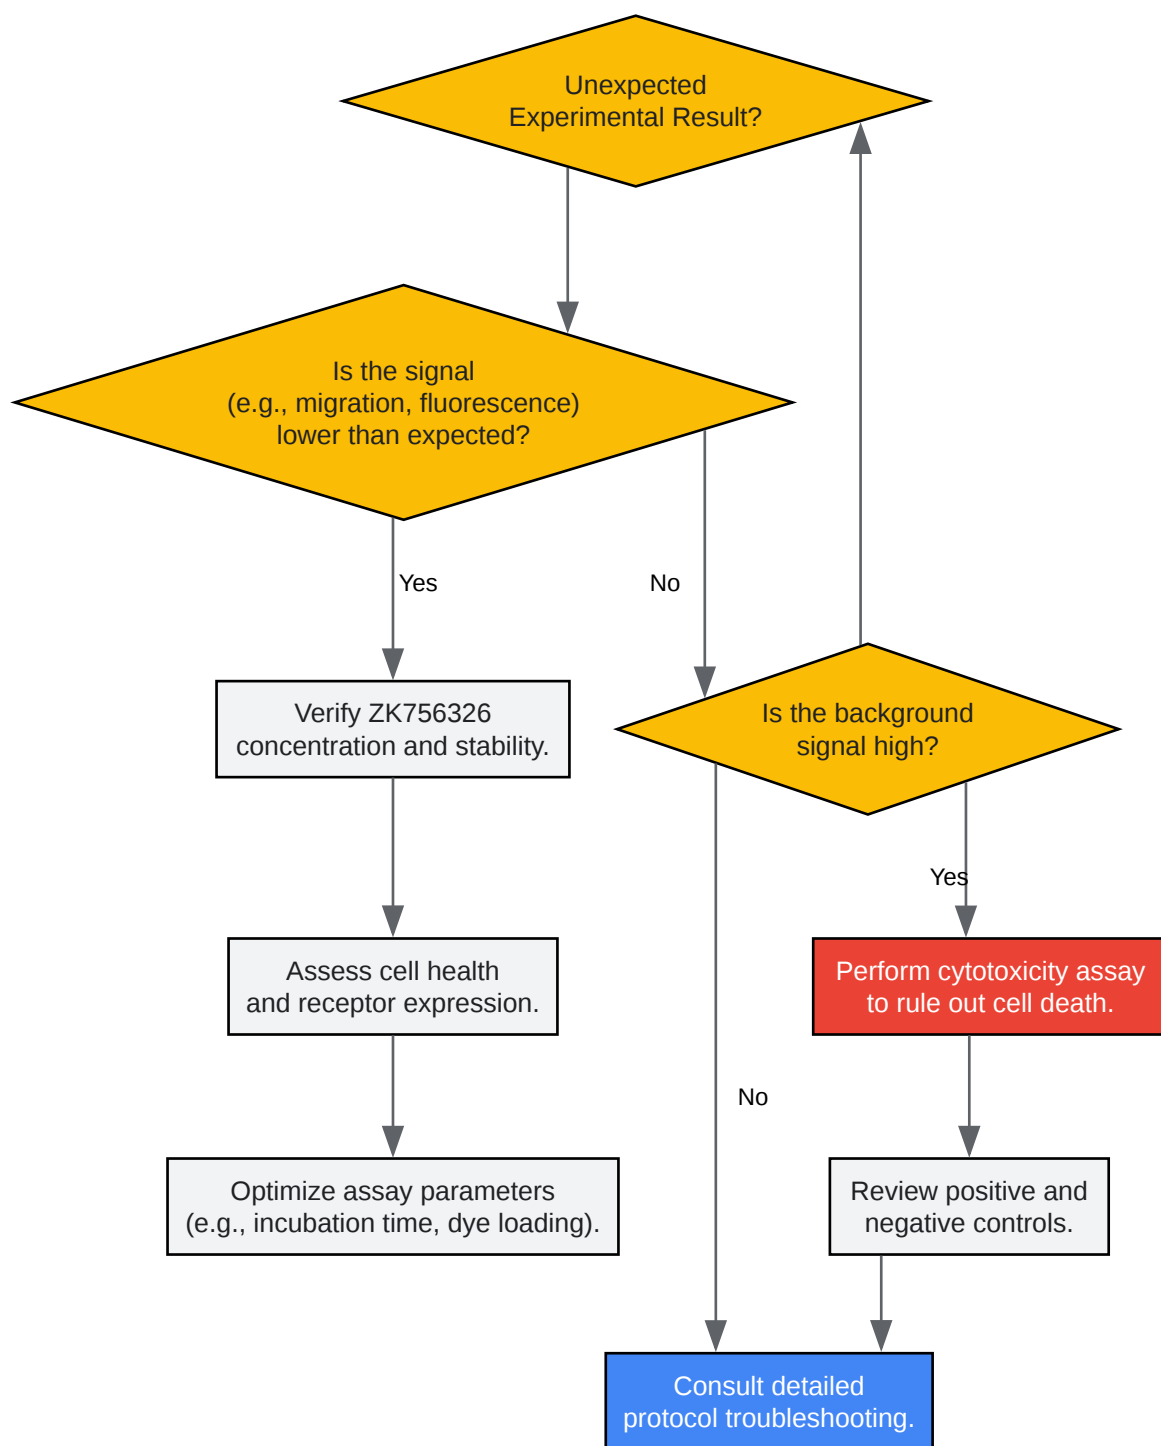 Unexpected
Experimental Result?
Is the signal
(e.g., migration, fluorescence)
lower than expected?
Yes
No
Verify ZK756326
concentration and stability.
Is the background
signal high?
Yes
Assess cell health
and receptor expression.
Perform cytotoxicity assay
to rule out cell death.
No
Optimize assay parameters
(e.g., incubation time, dye loading).
Review positive and
negative controls.
Consult detailed
protocol troubleshooting.